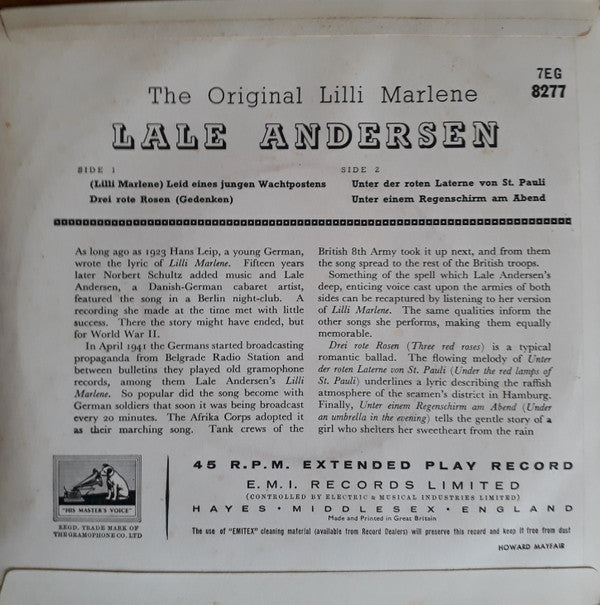 7EG
8277
The Original Lilli Marlene
LALE ANDERSEN
SIDE 1
(Lilli Marlene) Leid eines jungen Wachtpostens
Drei rote Rosen (Gedenken)
SIDE 2
Unter der roten Laterne von St. Pauli
Unter einem Regenschirm am Abend
As long ago as 1923 Hans Leip, a young German,
wrote the lyric of Lilli Marlene. Fifteen years
later Norbert Schultz added music and Lale
Andersen, a Danish-German cabaret artist,
featured the song in a Berlin night-club. A
recording she made at the time met with little
success. There the story might have ended, but
for World War II.
In April 1941 the Germans started broadcasting
propaganda from Belgrade Radio Station and
between bulletins they played old gramophone
records, among them Lale Andersen's Lilli
Marlene. So popular did the song become with
German soldiers that soon it was being broadcast
every 20 minutes. The Afrika Corps adopted it
as their marching song. Tank crews of the
British 8th Army took it up next, and from them
the song spread to the rest of the British troops.
Something of the spell which Lale Andersen's
deep, enticing voice cast upon the armies of both
sides can be recaptured by listening to her version
of Lilli Marlene. The same qualities inform the
other songs she performs, making them equally
memorable.
Drei rote Rosen (Three red roses) is a typical
romantic ballad. The flowing melody of Unter
der roten Laterne von St. Pauli (Under the red lamps of
St. Pauli) underlines a lyric describing the raffish
atmosphere of the seamen's district in Hamburg.
Finally, Unter einem Regenschirm am Abend (Under
an umbrella in the evening) tells the gentle story of a
girl who shelters her sweetheart from the rain
"HIS MASTER'S VOICE"
REGD. TRADE MARK OF
THE GRAMOPHONE CO. LTD
45 R.P.M. EXTENDED PLAY RECORD
E.M.I. RECORDS LIMITED
(CONTROLLED BY ELECTRIC & MUSICAL INDUSTRIES LIMITED)
HAYES • MIDDLESEX • ENGLAND
Made and Printed in Great Britain
The use of "EMITEX" cleaning material (available from Record Dealers) will preserve this record and keep it free from dust
HOWARD MAYFAIR